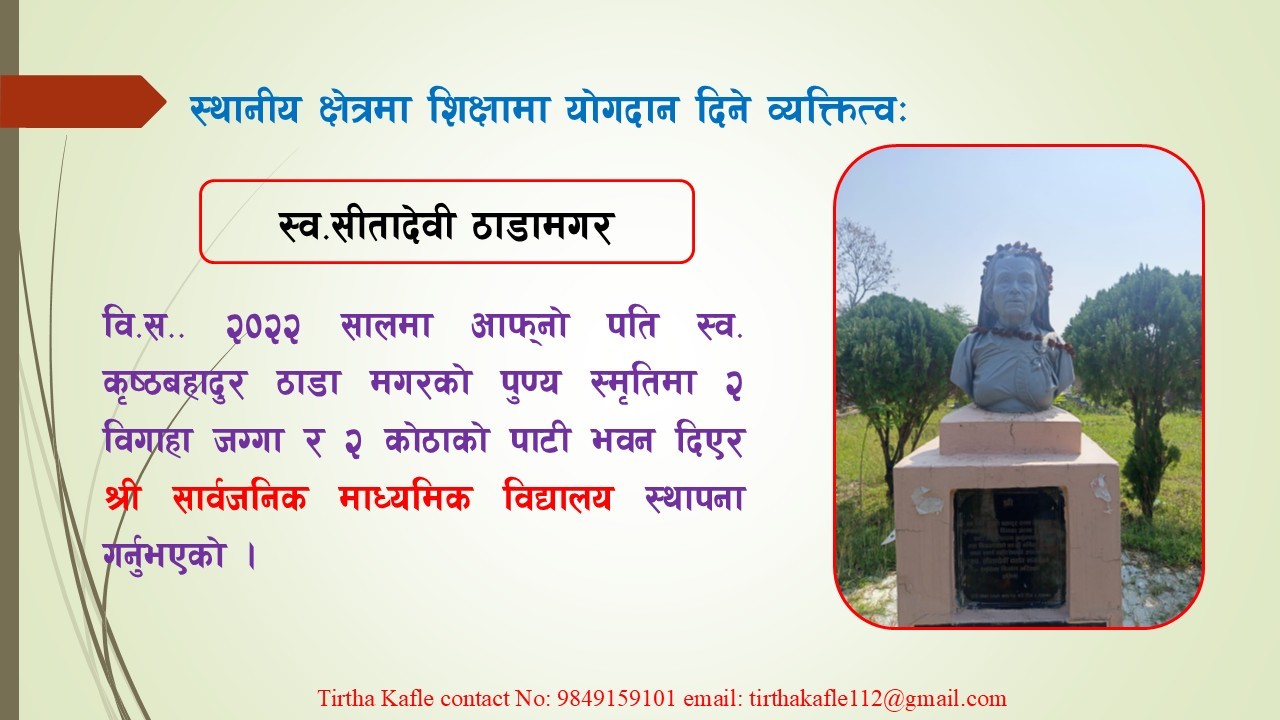 स्थानीय क्षेत्रमा शिक्षामा योगदान दिने व्यक्तित्वः
स्व.सीतादेवी ठाडामगर
वि.स.. २०२२ सालमा आफ्‌नो पति स्व.
कृष्ठबहादुर ठाडा मगरको पुण्य स्मृतिमा २
विगाहा जग्गा र २ कोठाको पाटी भवन दिएर
श्री सार्वजनिक माध्यमिक विद्यालय स्थापना
गर्नुभएको ।
श्री
Tirtha Kafle contact No: 9849159101 email: tirthakafle112@gmail.com